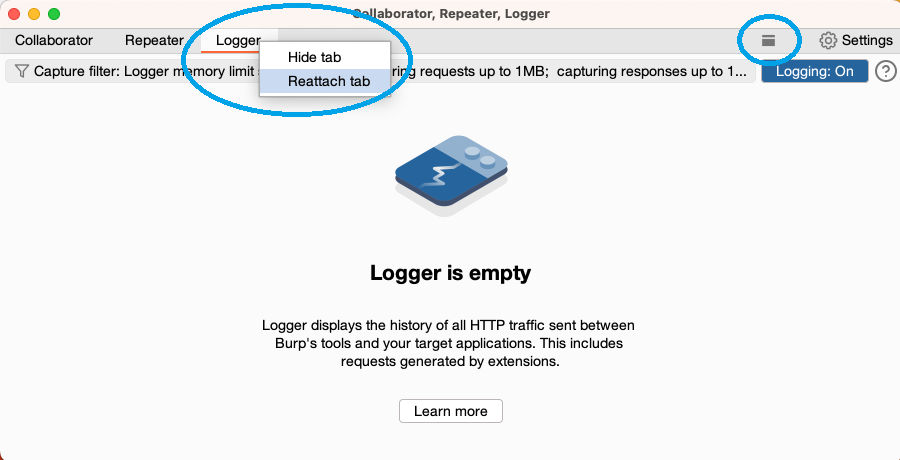 Collaborator, Repeater, Logger
Collaborator Repeater Logger Settings
Hide tab
Reattach tab
Capture filter: Logger memory limit ring requests up to 1MB; capturing responses up to 1... Logging: On ?
Logger is empty
Logger displays the history of all HTTP traffic sent between
Burp's tools and your target applications. This includes
requests generated by extensions.
Learn more